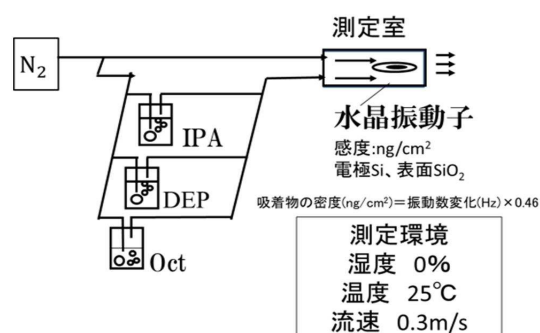 測定室
N₂
水晶振動子
IPA
感度:ng/cm²
電極Si、表面SiO₂
DEP
吸着物の密度(ng/cm²)＝振動数変化(Hz)×0.46
Oct
測定環境
湿度 0%
温度 25℃
流速 0.3m/s